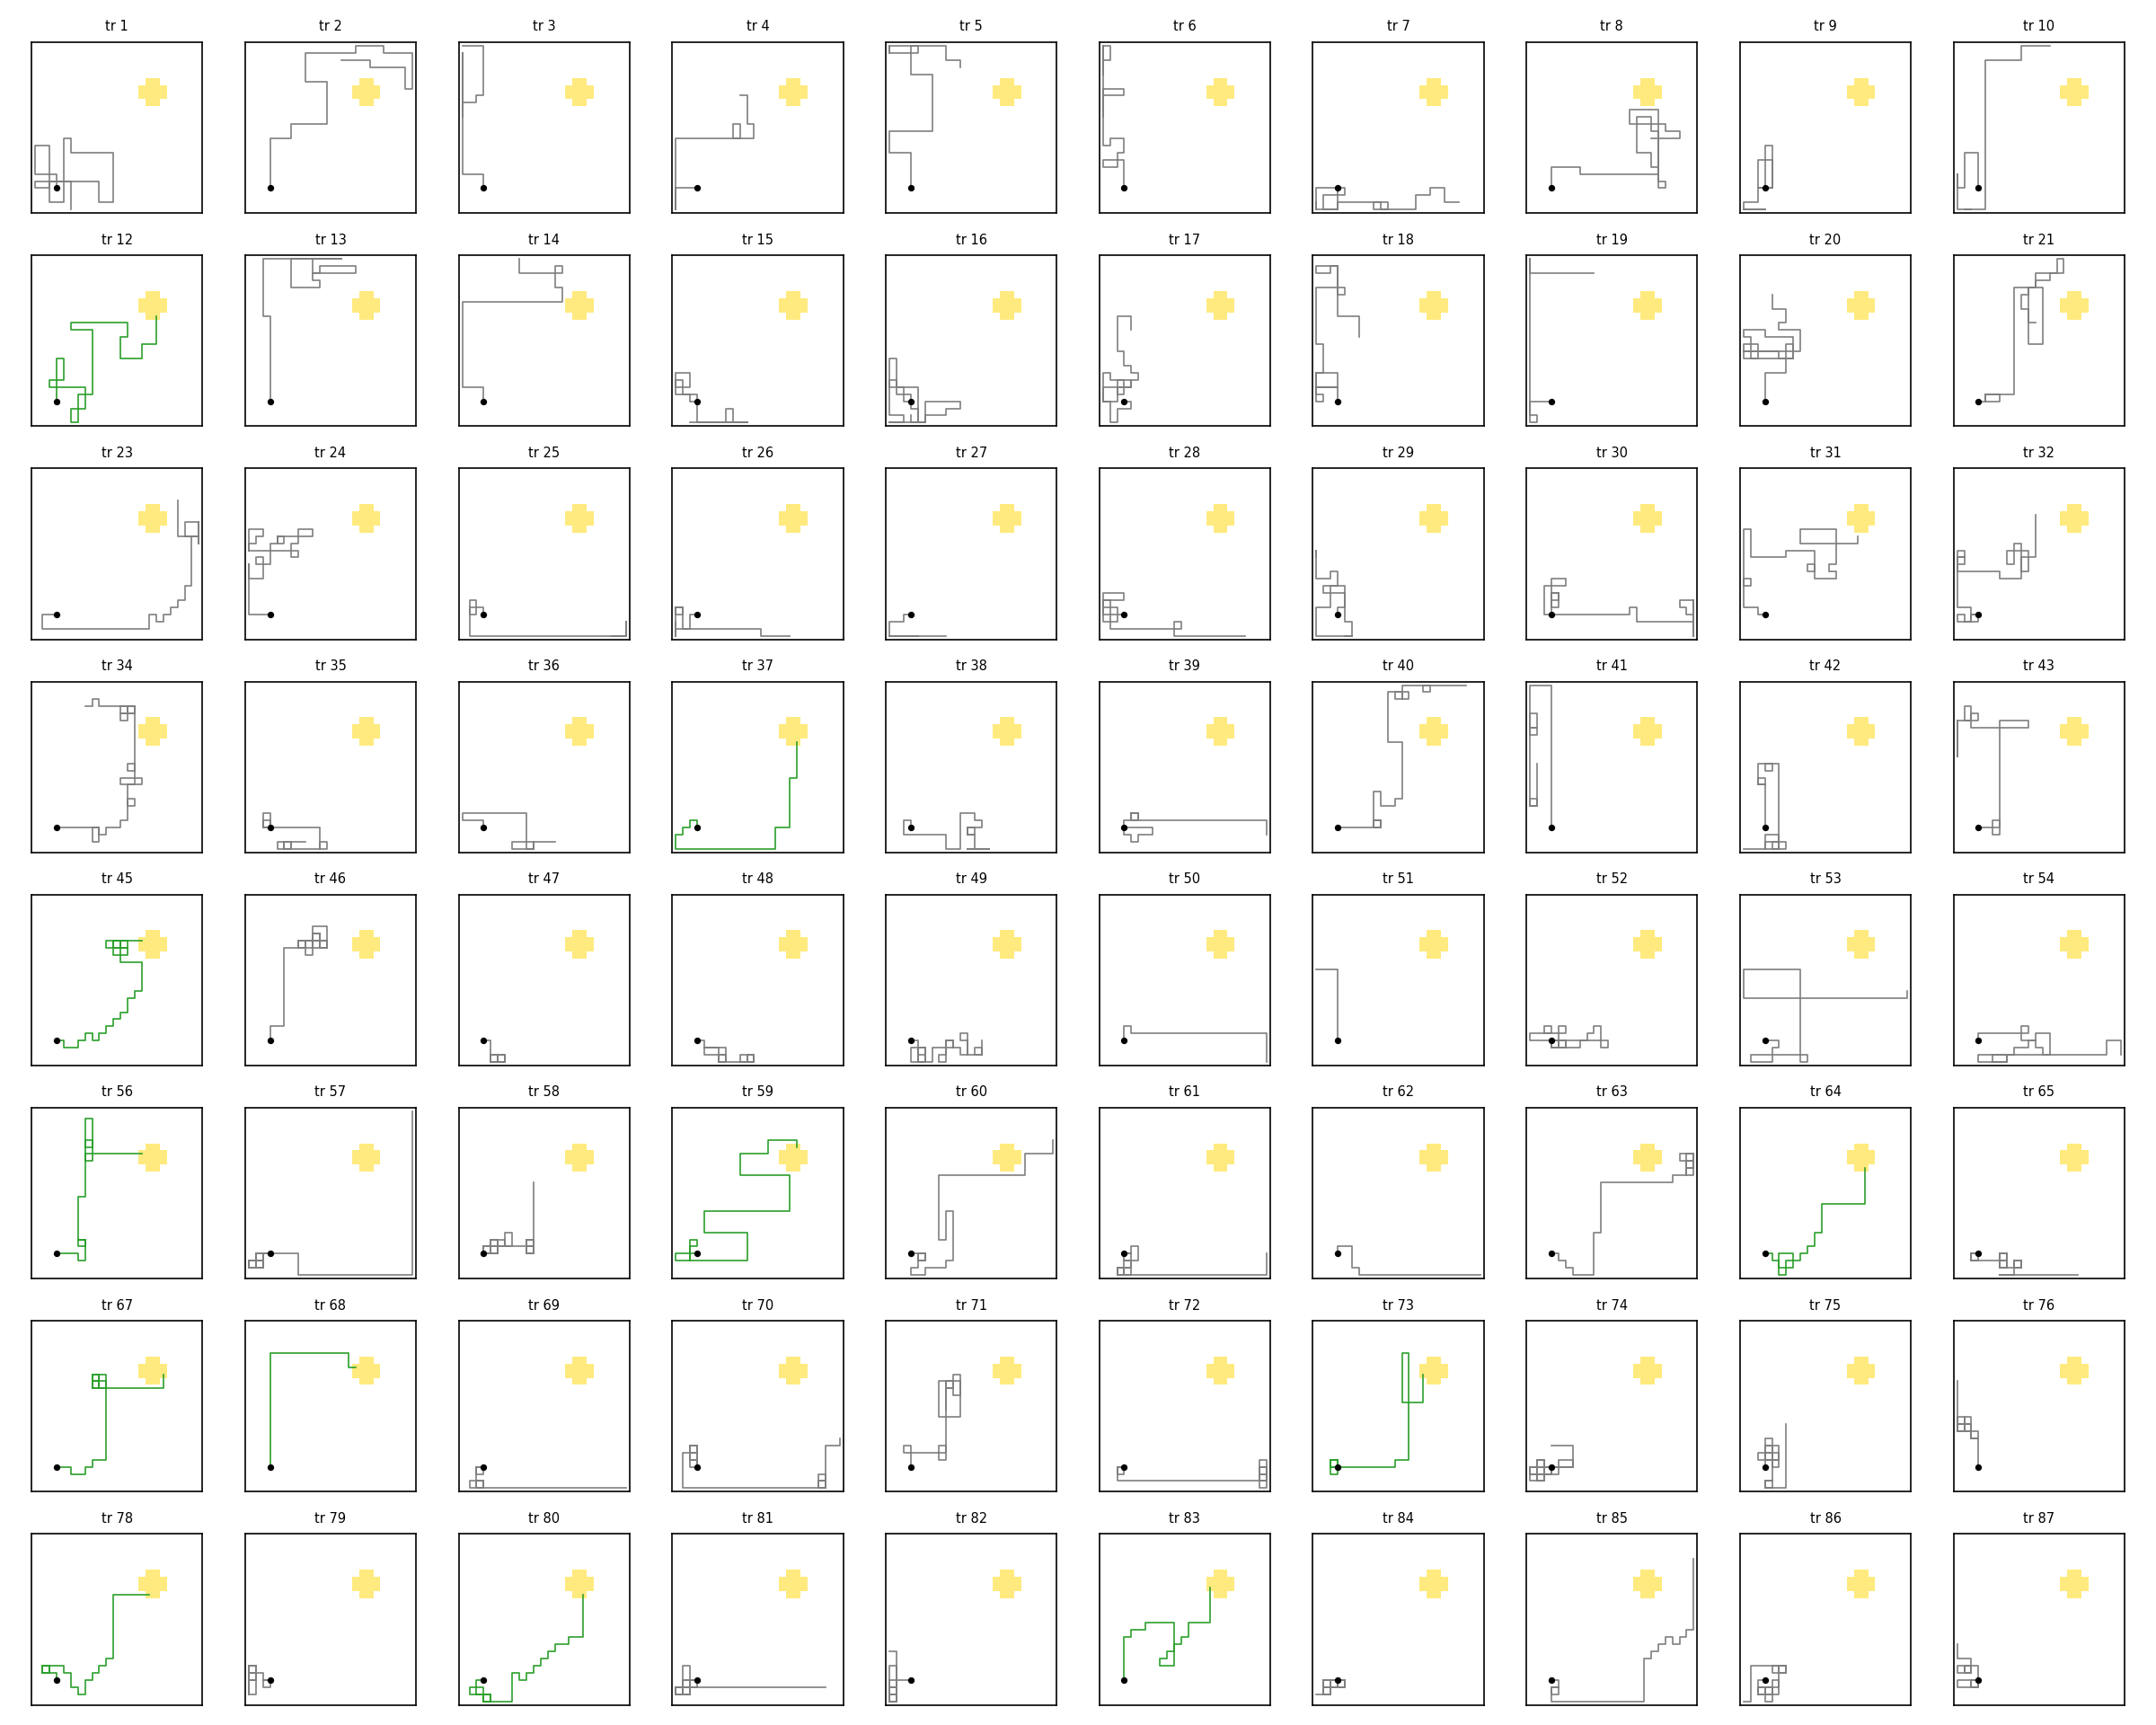 tr 1 tr 2 tr 3 tr 4 tr 5 tr 6 tr 7 tr 8 tr 9 tr 10
tr 12 tr 13 tr 14 tr 15 tr 16 tr 17 tr 18 tr 19 tr 20 tr 21
tr 23 tr 24 tr 25 tr 26 tr 27 tr 28 tr 29 tr 30 tr 31 tr 32
tr 34 tr 35 tr 36 tr 37 tr 38 tr 39 tr 40 tr 41 tr 42 tr 43
tr 45 tr 46 tr 47 tr 48 tr 49 tr 50 tr 51 tr 52 tr 53 tr 54
tr 56 tr 57 tr 58 tr 59 tr 60 tr 61 tr 62 tr 63 tr 64 tr 65
tr 67 tr 68 tr 69 tr 70 tr 71 tr 72 tr 73 tr 74 tr 75 tr 76
tr 78 tr 79 tr 80 tr 81 tr 82 tr 83 tr 84 tr 85 tr 86 tr 87